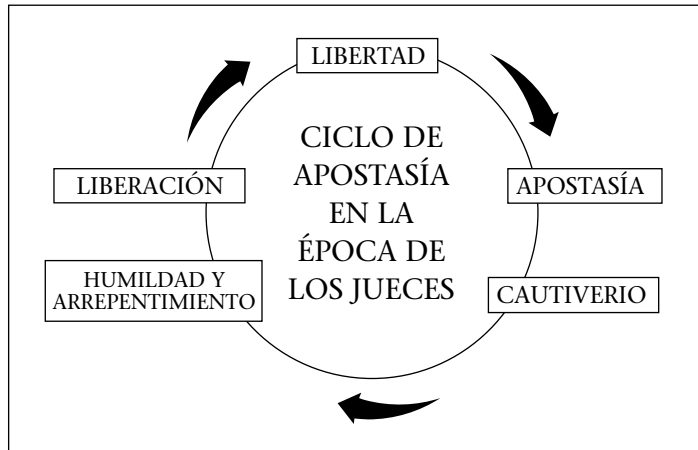 LIBERTAD
CICLO DE
APOSTASÍA
EN LA
ÉPOCA DE
LOS JUECES
APOSTASÍA
CAUTIVERIO
HUMILDAD Y
ARREPENTIMIENTO
LIBERACIÓN